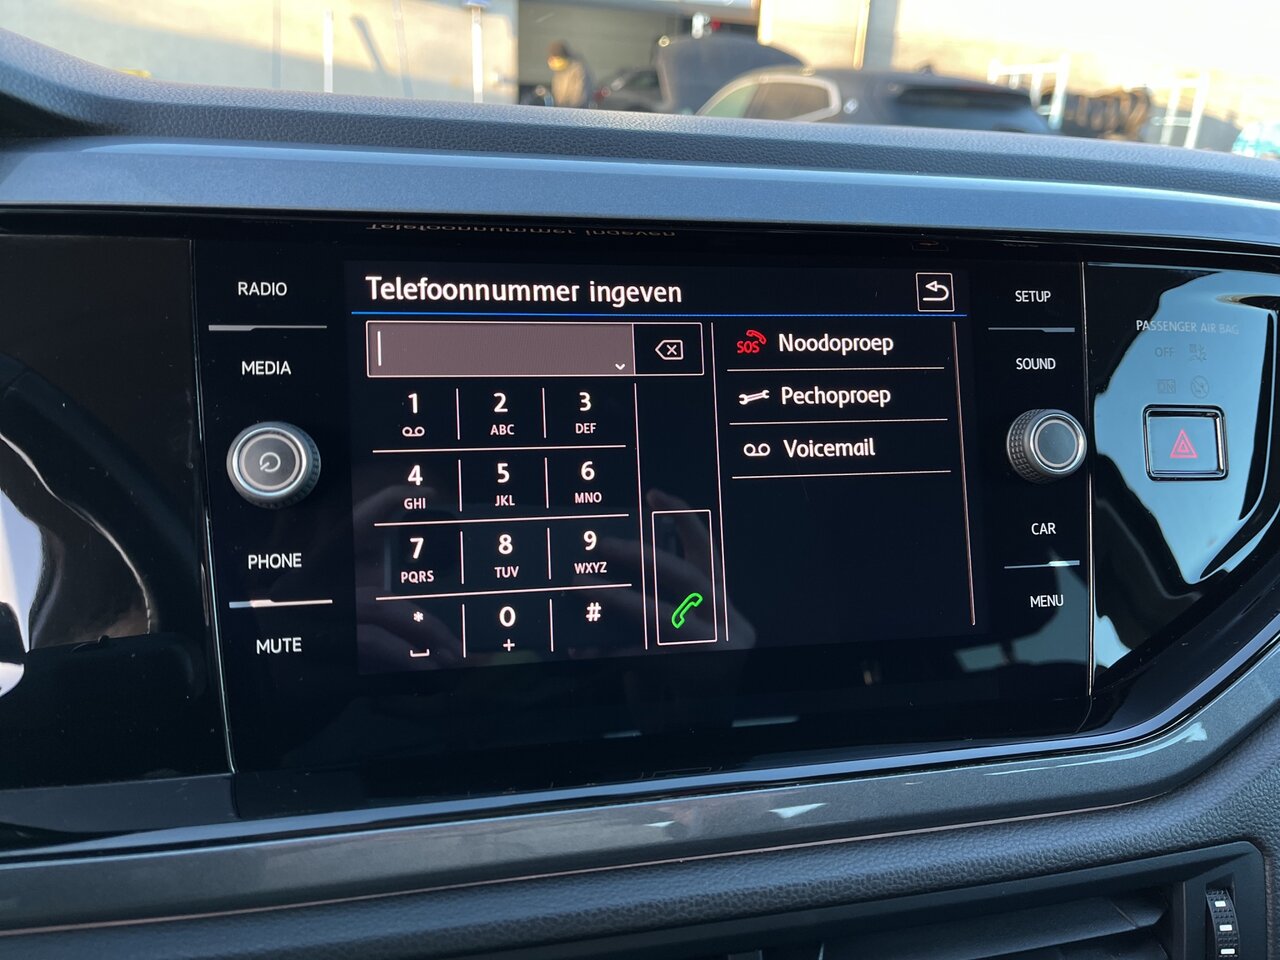 RADIO
MEDIA
PHONE
MUTE
Telefoonnummer ingeven
1
2
ABC
3
DEF
4
GHI
5
JKL
6
MNO
7
PQRS
8
TUV
9
WXYZ
*
0
+
#
SOS Noodoproep
Pechoproep
Voicemail
SETUP
SOUND
CAR
MENU
PASSENGER AIR BAG
OFF